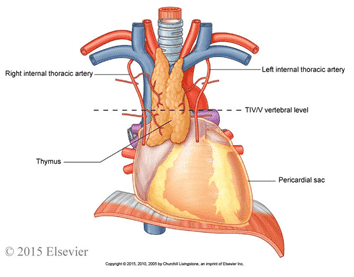 Right internal thoracic artery
Left internal thoracic artery
TIV/V vertebral level
Thymus
Pericardial sac
© 2015 Elsevier
Copyright © 2015, 2010, 2005 by Churchill Livingstone, an imprint of Elsevier Inc.